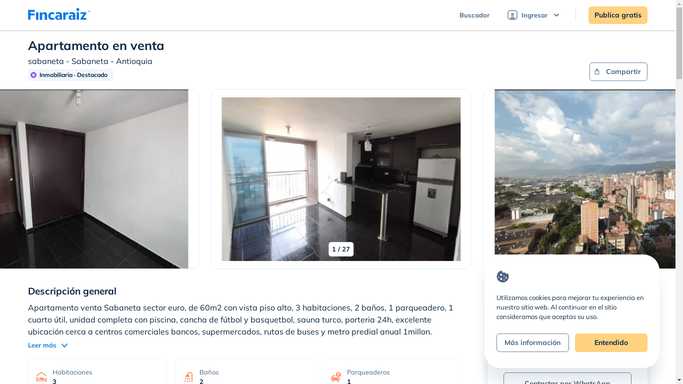 Fincaraiz
Buscador
Ingresar
Publica gratis
Apartamento en venta
sabaneta - Sabaneta - Antioquia
Inmobiliaria · Destacado
Compartir
1 / 27
Descripción general
Apartamento venta Sabaneta sector euro, de 60m2 con vista piso alto, 3 habitaciones, 2 baños, 1 parqueadero, 1
cuarto útil, unidad completa con piscina, cancha de fútbol y basquetbol, sauna turco, porteria 24h, excelente
ubicación cerca a centros comerciales bancos, supermercados, rutas de buses y metro predial anual 1millon.
Leer más
Habitaciones
3
Baños
2
Parqueaderos
1
Utilizamos cookies para mejorar tu experiencia en
nuestro sitio web. Al continuar en el sitio
consideramos que aceptas su uso.
Más información
Entendido
Contactar por WhatsApp